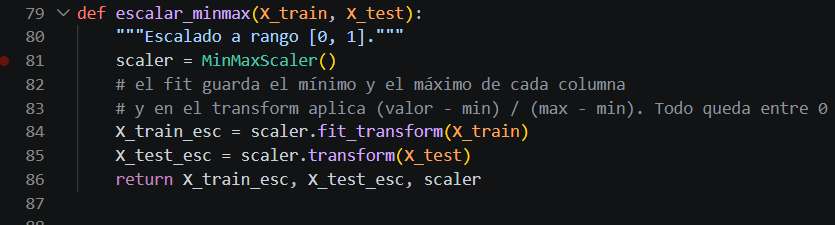 79 def escalar_minmax(X_train, X_test):
80 """Escalado a rango [0, 1]."""
81 scaler = MinMaxScaler()
82 # el fit guarda el mínimo y el máximo de cada columna
83 # y en el transform aplica (valor - min) / (max - min). Todo queda entre 0
84 X_train_esc = scaler.fit_transform(X_train)
85 X_test_esc = scaler.transform(X_test)
86 return X_train_esc, X_test_esc, scaler
87